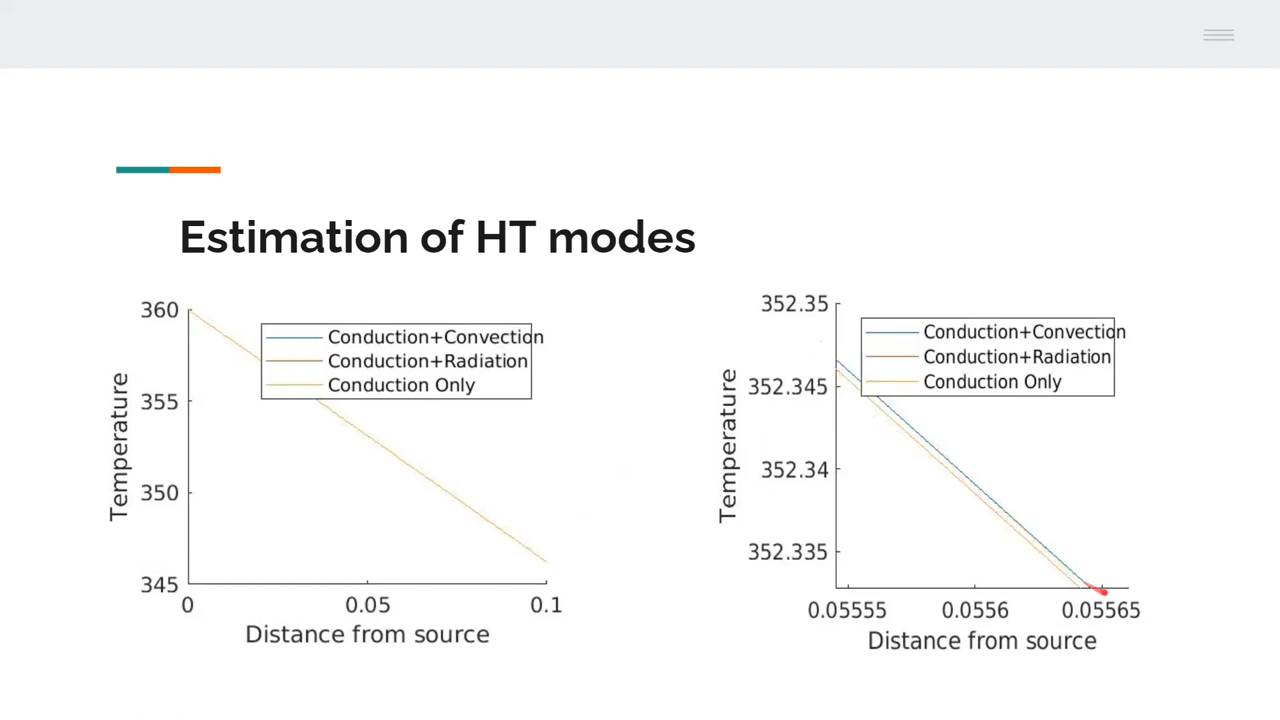 Estimation of HT modes
360
355
350
345
Temperature
Conduction+Convection
Conduction+Radiation
Conduction Only
0
0.05
0.1
Distance from source
352.35
352.345
352.34
352.335
Temperature
Conduction+Convection
Conduction+Radiation
Conduction Only
0.05555
0.0556
0.05565
Distance from source